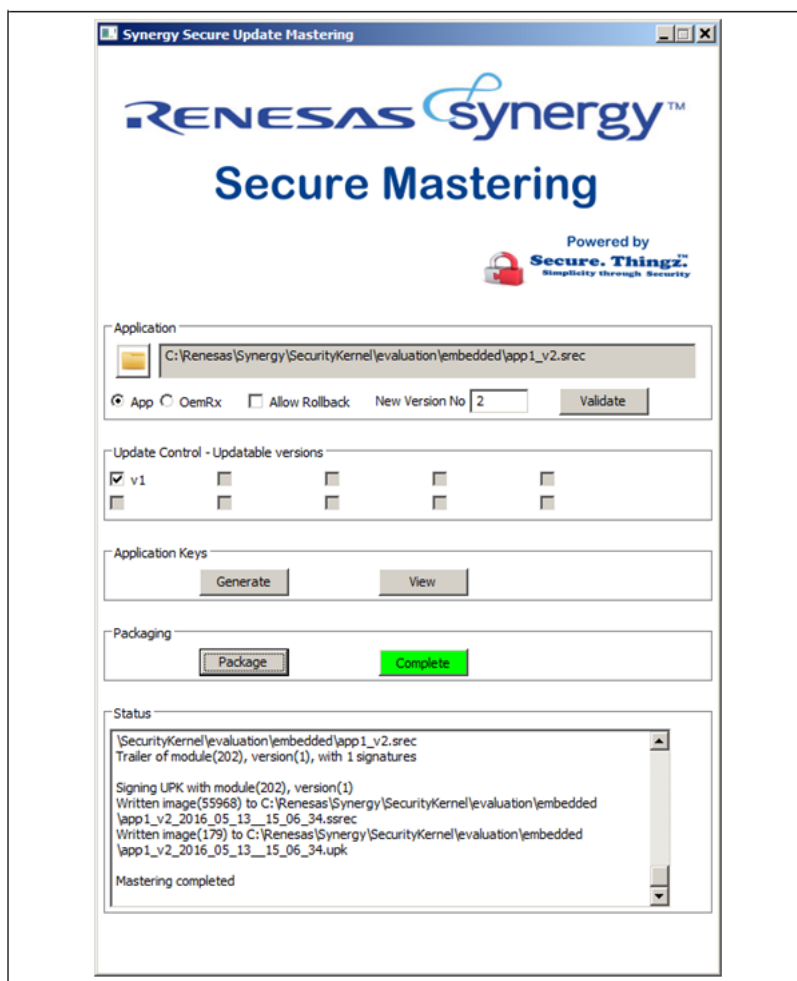 Synergy Secure Update Mastering
RENESAS synergy™
Secure Mastering
Powered by
Secure. Thingz.™
Simplicity through Security
Application
C:\Renesas\Synergy\SecurityKernel\evaluation\embedded\app1_v2.srec
App OemRx Allow Rollback New Version No 2 Validate
Update Control - Updatable versions
v1
Application Keys
Generate View
Packaging
Package Complete
Status
\SecurityKernel\evaluation\embedded\app1_v2.srec
Trailer of module(202), version(1), with 1 signatures
Signing UPK with module(202), version(1)
Written image(55968) to C:\Renesas\Synergy\SecurityKernel\evaluation\embedded
\app1_v2_2016_05_13__15_06_34.ssrec
Written image(179) to C:\Renesas\Synergy\SecurityKernel\evaluation\embedded
\app1_v2_2016_05_13__15_06_34.upk
Mastering completed